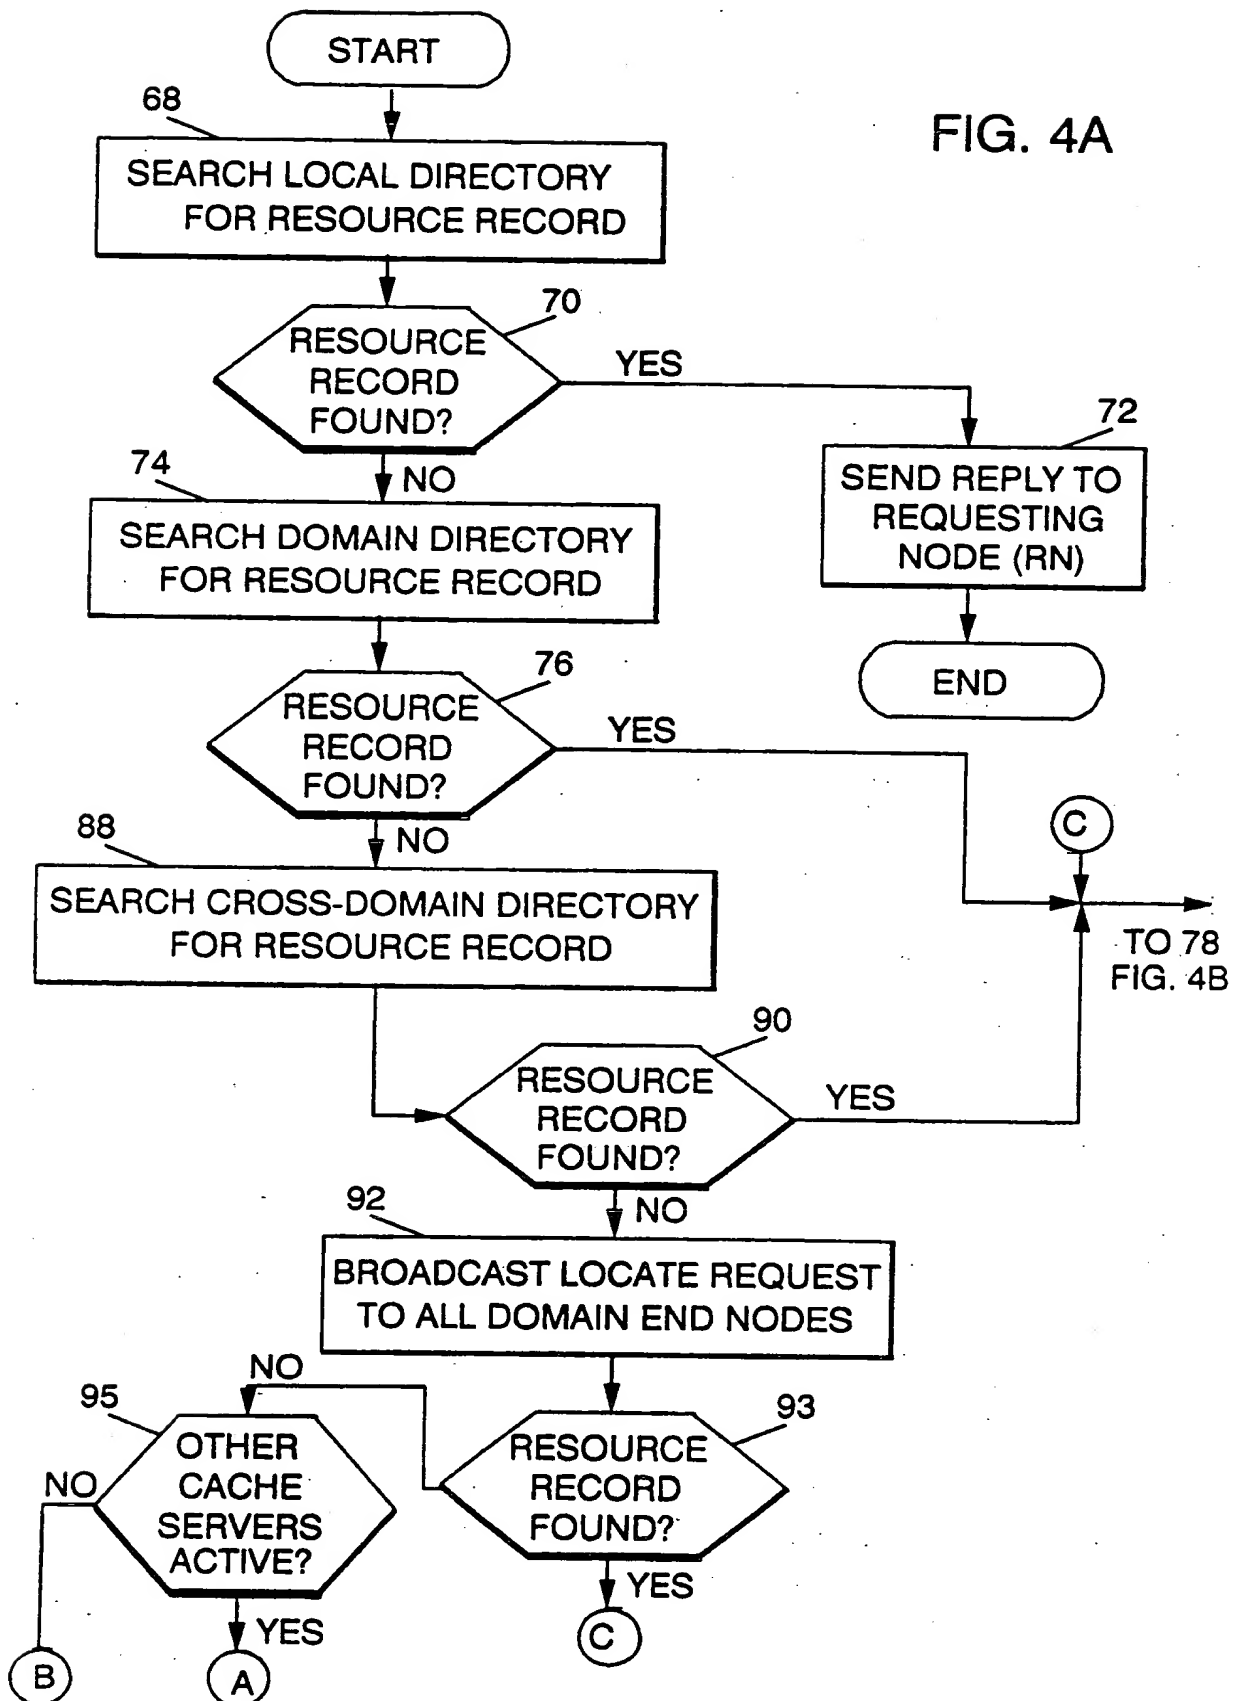 START
FIG. 4A
68
SEARCH LOCAL DIRECTORY
FOR RESOURCE RECORD
70
RESOURCE
RECORD
FOUND?
YES
NO
72
SEND REPLY TO
REQUESTING
NODE (RN)
END
74
SEARCH DOMAIN DIRECTORY
FOR RESOURCE RECORD
76
RESOURCE
RECORD
FOUND?
YES
NO
C
TO 78
FIG. 4B
88
SEARCH CROSS-DOMAIN DIRECTORY
FOR RESOURCE RECORD
90
RESOURCE
RECORD
FOUND?
YES
NO
92
BROADCAST LOCATE REQUEST
TO ALL DOMAIN END NODES
93
RESOURCE
RECORD
FOUND?
NO
YES
C
95
OTHER
CACHE
SERVERS
ACTIVE?
NO
YES
B
A